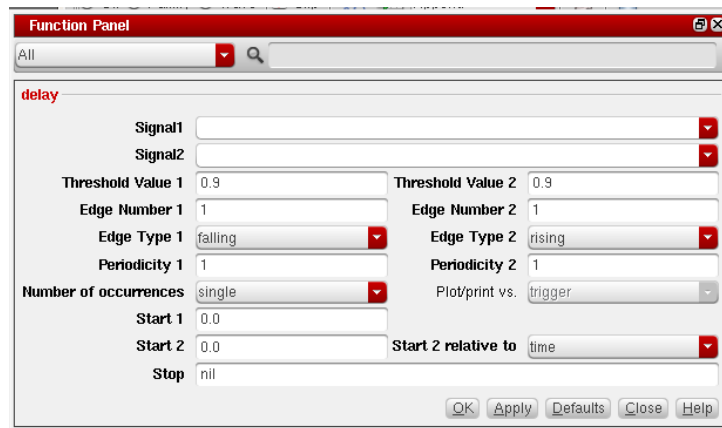 Function Panel
All
delay
Signal1
Signal2
Threshold Value 1 0.9 Threshold Value 2 0.9
Edge Number 1 1 Edge Number 2 1
Edge Type 1 falling Edge Type 2 rising
Periodicity 1 1 Periodicity 2 1
Number of occurrences single Plot/print vs. trigger
Start 1 0.0
Start 2 0.0 Start 2 relative to time
Stop nil
OK Apply Defaults Close Help